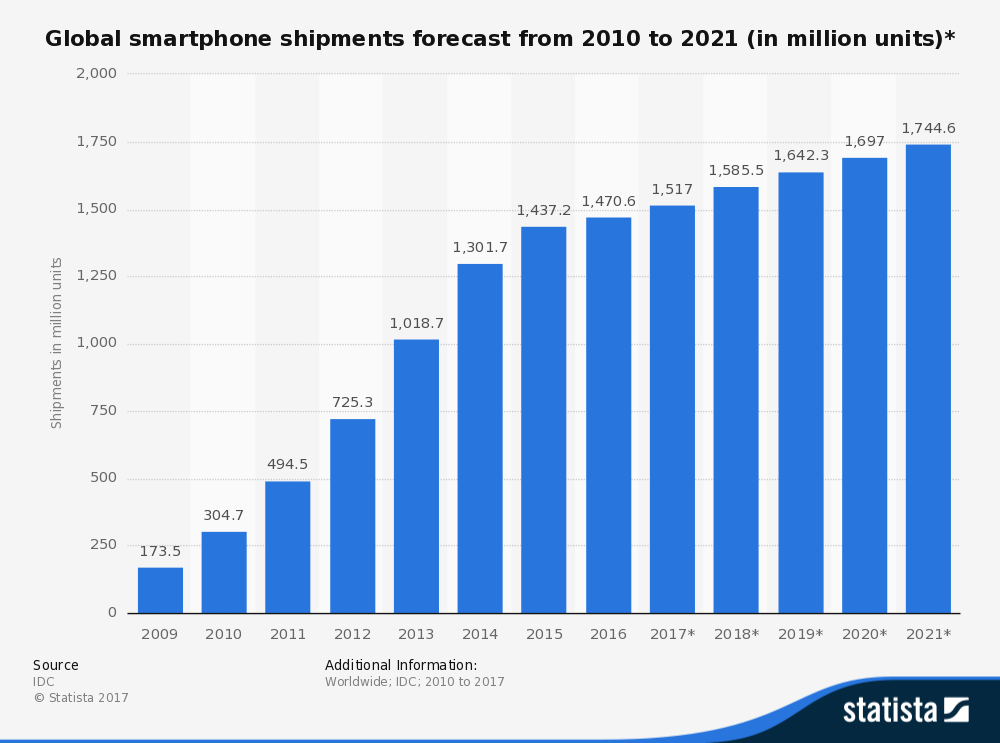 Global smartphone shipments forecast from 2010 to 2021 (in million units)*
Shipments in million units
2,000
1,750
1,500
1,250
1,000
750
500
250
0
173.5
304.7
494.5
725.3
1,018.7
1,301.7
1,437.2
1,470.6
1,517
1,585.5
1,642.3
1,697
1,744.6
2009 2010 2011 2012 2013 2014 2015 2016 2017* 2018* 2019* 2020* 2021*
Source
IDC
© Statista 2017
Additional Information:
Worldwide; IDC; 2010 to 2017
statista